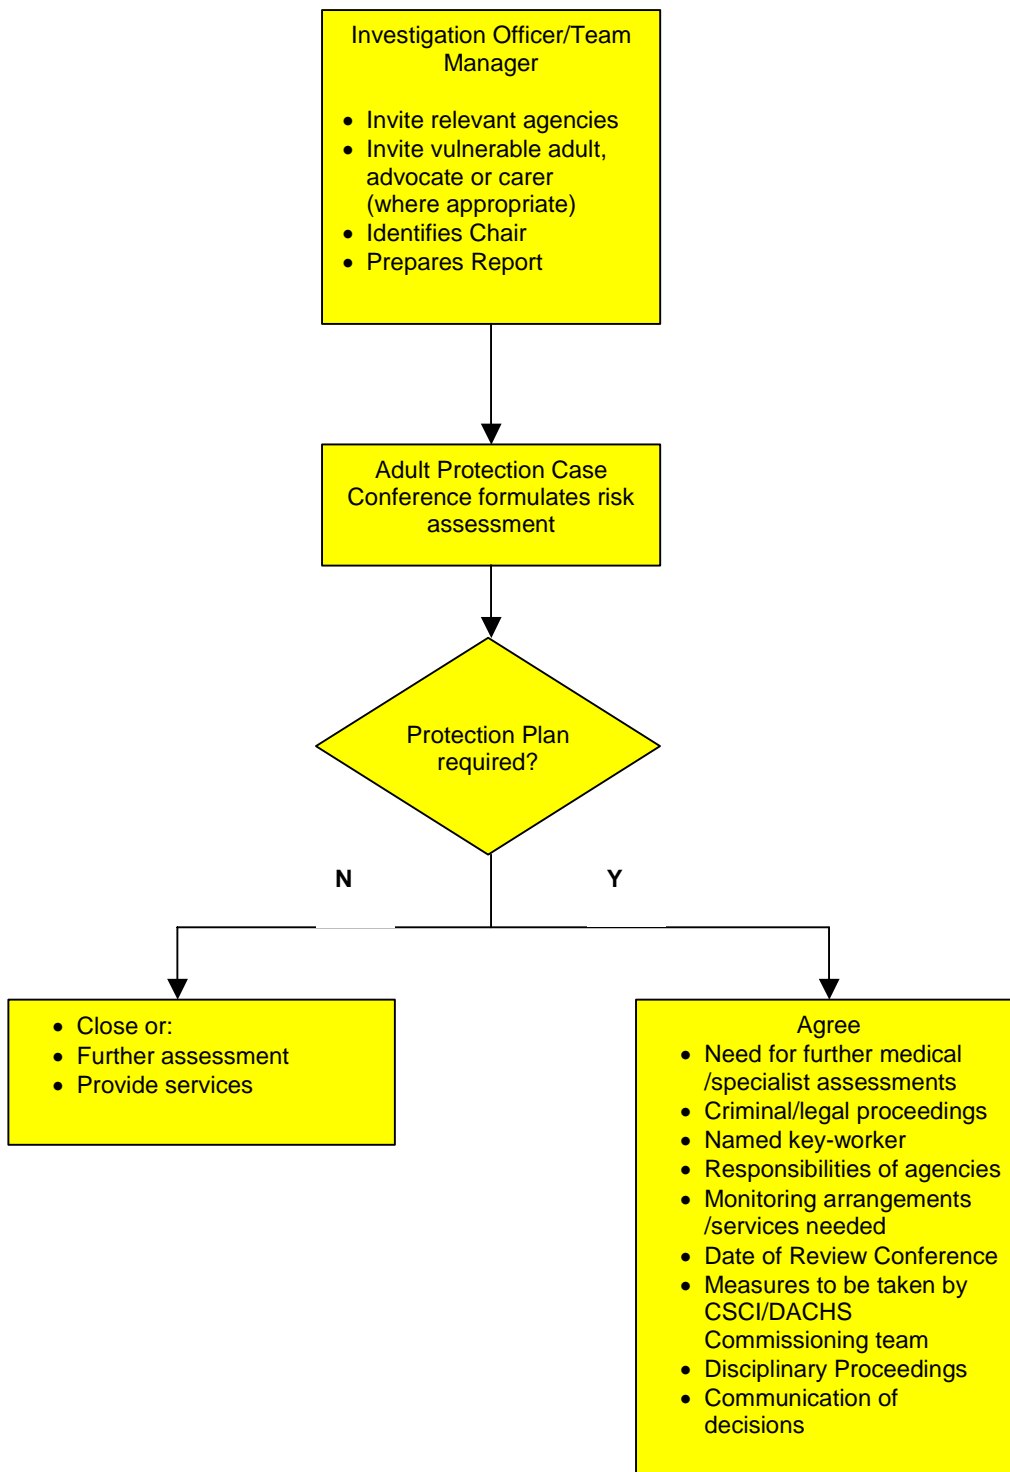 Investigation Officer/Team
Manager
• Invite relevant agencies
• Invite vulnerable adult,
advocate or carer
(where appropriate)
• Identifies Chair
• Prepares Report
Adult Protection Case
Conference formulates risk
assessment
Protection Plan
required?
N
Y
• Close or:
• Further assessment
• Provide services
Agree
• Need for further medical
/specialist assessments
• Criminal/legal proceedings
• Named key-worker
• Responsibilities of agencies
• Monitoring arrangements
/services needed
• Date of Review Conference
• Measures to be taken by
CSCI/DACHS
Commissioning team
• Disciplinary Proceedings
• Communication of
decisions